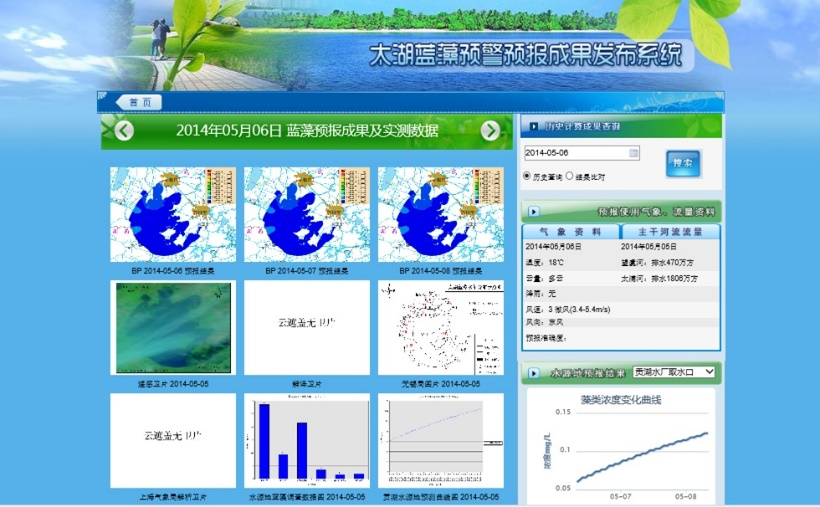 太湖蓝藻预警预报成果发布系统
首 页
2014年05月06日 蓝藻预报成果及实测数据
BP 2014-05-06 预报结果
BP 2014-05-07 预报结果
BP 2014-05-08 预报结果
云遮盖无卫片
遥感卫片 2014-05-05
解译卫片
无锡局图片 2014-05-05
云遮盖无卫片
上海气象局解析卫片
水源地蓝藻调查数据图 2014-05-05
贡湖水源地预测曲线图 2014-05-05
历史计算成果查询
2014-05-06
搜索
历史查询
结果比对
预报使用气象、流量资料
气 象 资 料
主干河流流量
2014年05月06日
2014年05月05日
温度：18℃
望虞河：排水470万方
云量：多云
太浦河：排水1806万方
降雨：无
风速：3 微风(3.4-5.4m/s)
风向：东风
预报准确度：
水源地预报结果
贡湖水厂取水口
藻类浓度变化曲线
0.15
浓度mg/L
0.1
0.05
05-07
05-08